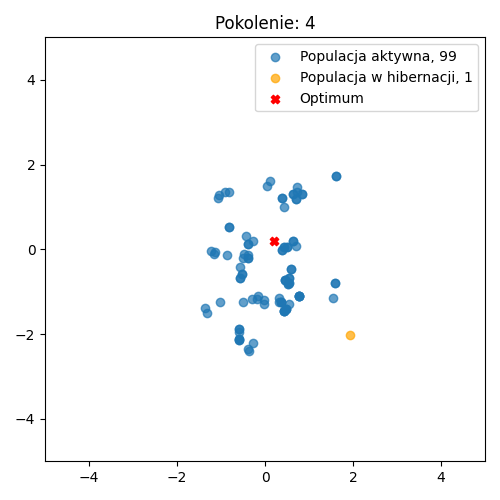 Pokolenie: 4
Populacja aktywna, 99
Populacja w hibernacji, 1
Optimum
4
2
0
−2
−4
−4 −2 0 2 4